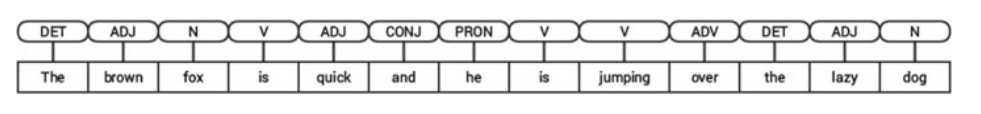 DET ADJ N V ADJ CONJ PRON V V ADV DET ADJ N
The brown fox is quick and he is jumping over the lazy dog